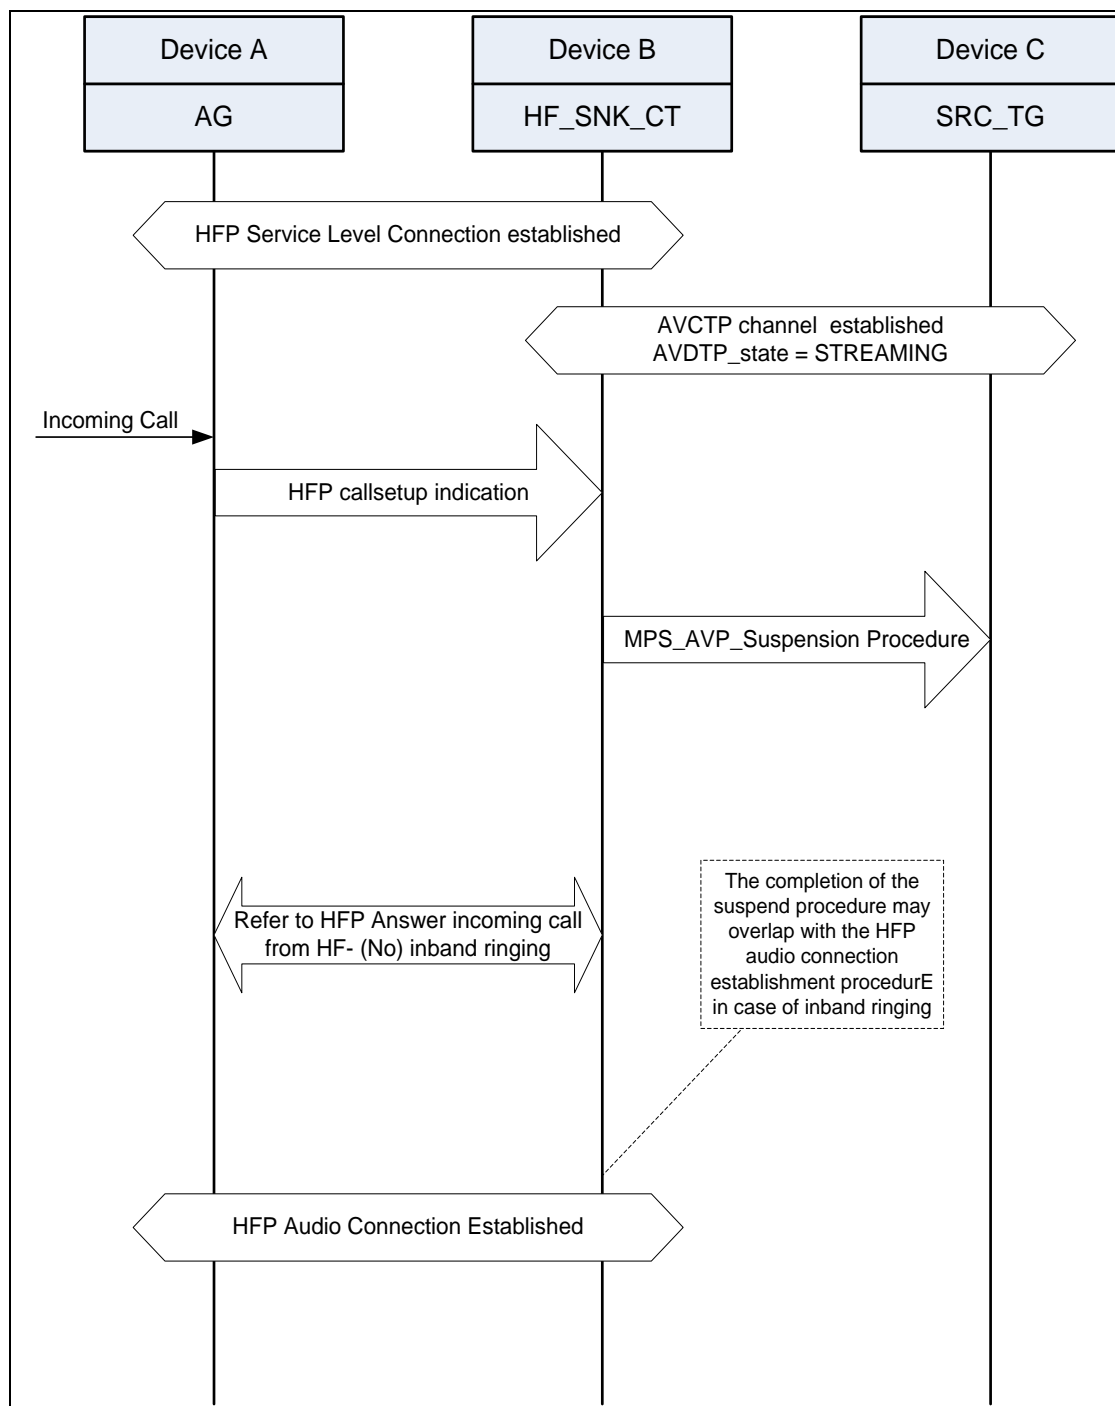 Device A
Device B
Device C
AG
HF_SNK_CT
SRC_TG
HFP Service Level Connection established
AVCTP channel established
AVDTP_state = STREAMING
Incoming Call
HFP callsetup indication
MPS_AVP_Suspension Procedure
The completion of the
suspend procedure may
overlap with the HFP
audio connection
establishment procedurE
in case of inband ringing
Refer to HFP Answer incoming call
from HF- (No) inband ringing
HFP Audio Connection Established